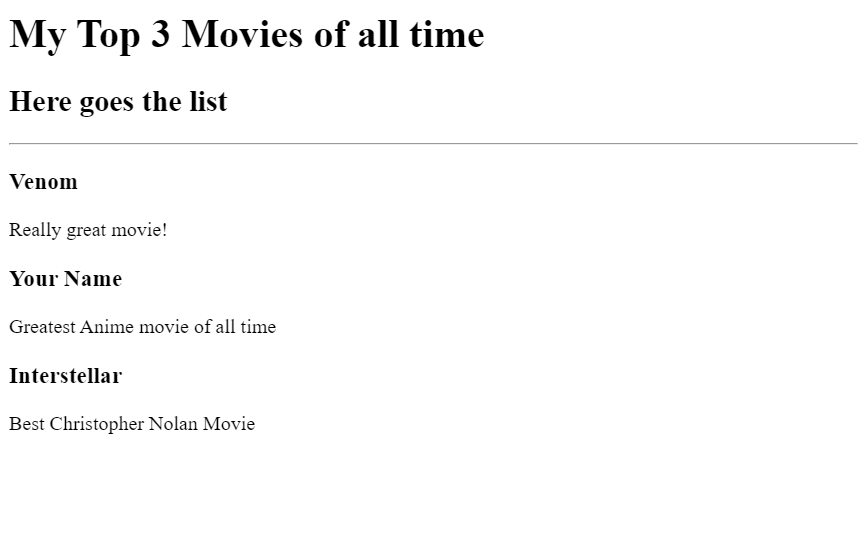 My Top 3 Movies of all time
Here goes the list
Venom
Really great movie!
Your Name
Greatest Anime movie of all time
Interstellar
Best Christopher Nolan Movie